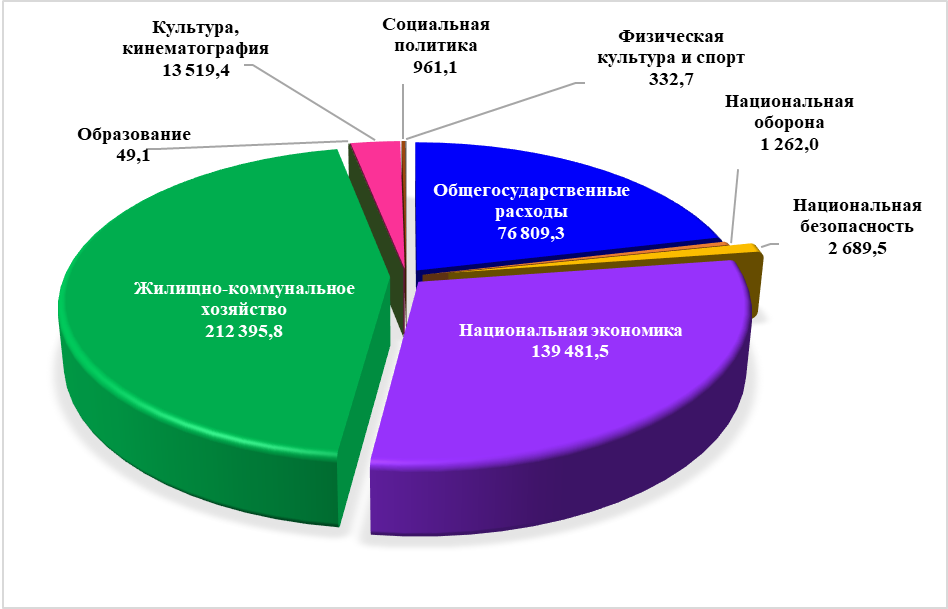 Культура,
кинематография
13 519,4
Социальная
политика
961,1
Физическая
культура и спорт
332,7
Национальная
оборона
1 262,0
Образование
49,1
Общегосударственные
расходы
76 809,3
Национальная
безопасность
2 689,5
Жилищно-коммунальное
хозяйство
212 395,8
Национальная экономика
139 481,5